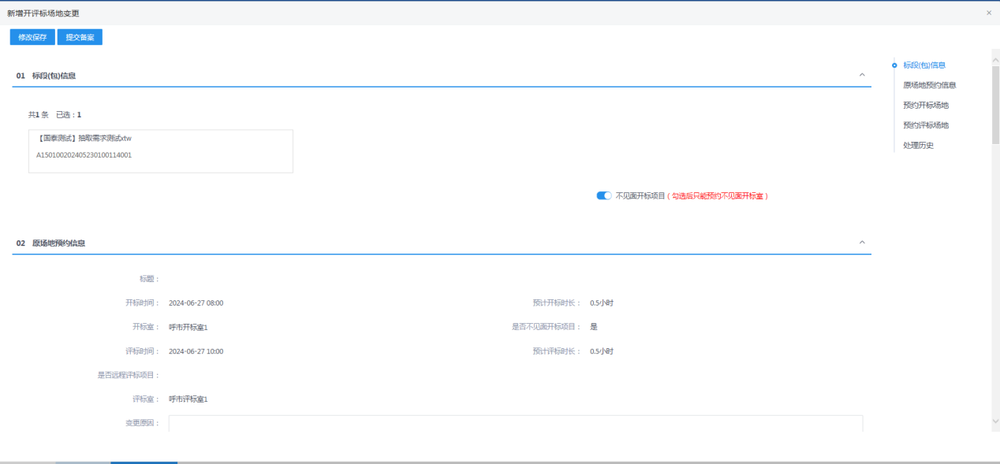 新增开评标场地变更
×
修改保存 提交备案
01 标段(包)信息
共1 条 已选：1
【国泰测试】抽取需求测试xtw
A150100202405230100114001
不见面开标项目（勾选后只能预约不见面开标室）
02 原场地预约信息
标题：
开标时间： 2024-06-27 08:00 预计开标时长： 0.5小时
开标室： 呼市开标室1 是否不见面开标项目： 是
评标时间： 2024-06-27 10:00 预计评标时长： 0.5小时
是否远程评标项目：
评标室： 呼市评标室1
变更原因：
标段(包)信息
原场地预约信息
预约开标场地
预约评标场地
处理历史